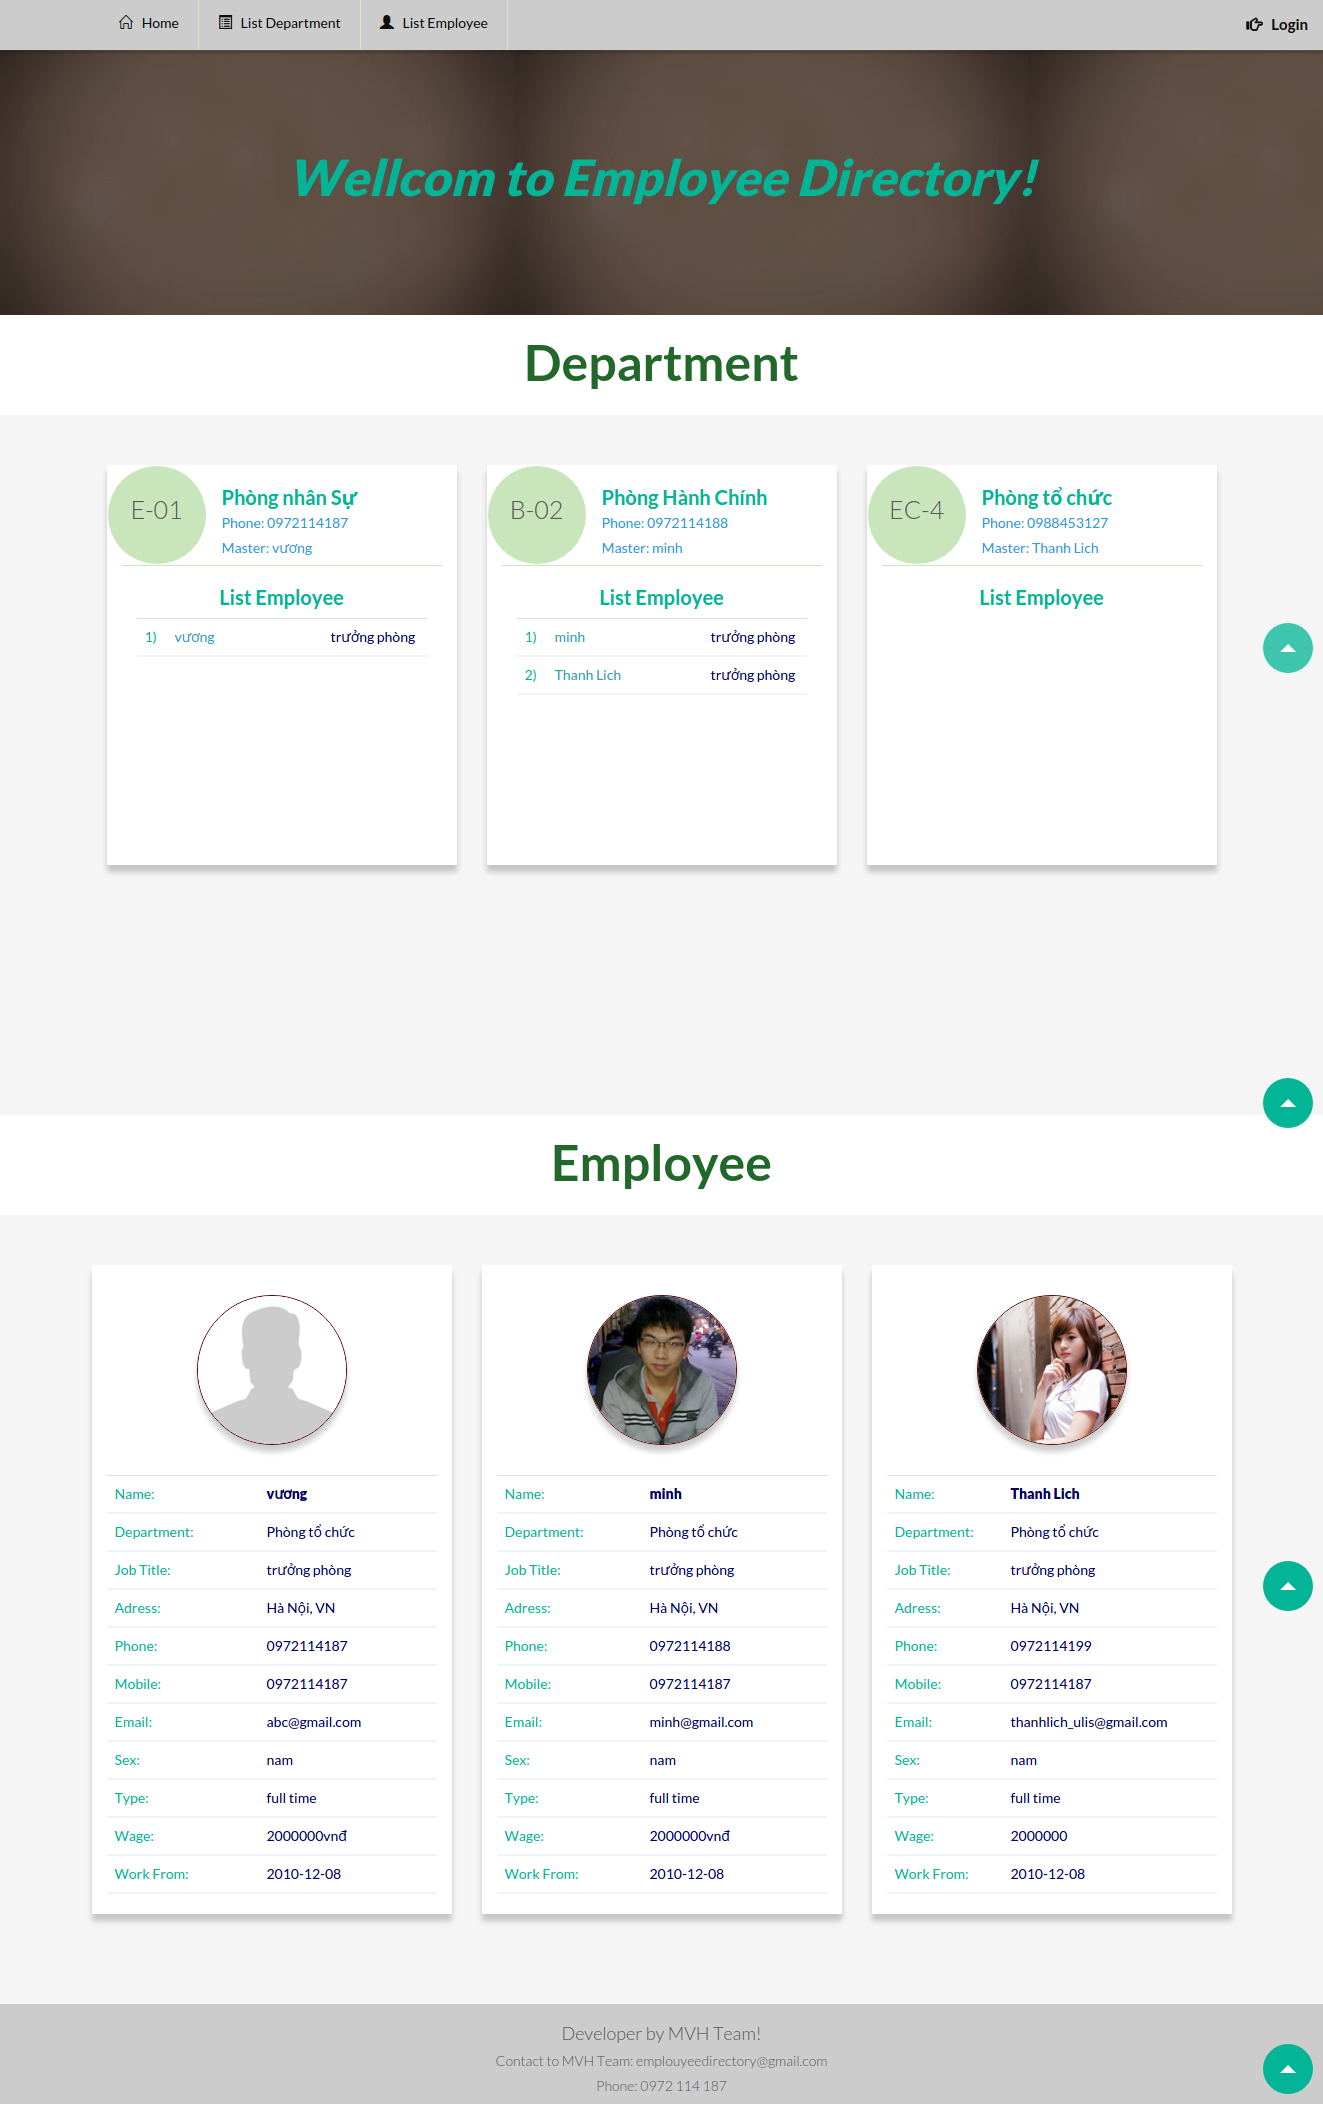 Home
List Department
List Employee
Login
Wellcom to Employee Directory!
Department
E-01
Phòng nhân Sự
Phone: 0972114187
Master: vương
List Employee
1) vương trưởng phòng
B-02
Phòng Hành Chính
Phone: 0972114188
Master: minh
List Employee
1) minh trưởng phòng
2) Thanh Lich trưởng phòng
EC-4
Phòng tổ chức
Phone: 0988453127
Master: Thanh Lich
List Employee
Employee
Name: vương
Department: Phòng tổ chức
Job Title: trưởng phòng
Adress: Hà Nội, VN
Phone: 0972114187
Mobile: 0972114187
Email: abc@gmail.com
Sex: nam
Type: full time
Wage: 2000000vnđ
Work From: 2010-12-08
Name: minh
Department: Phòng tổ chức
Job Title: trưởng phòng
Adress: Hà Nội, VN
Phone: 0972114188
Mobile: 0972114187
Email: minh@gmail.com
Sex: nam
Type: full time
Wage: 2000000vnđ
Work From: 2010-12-08
Name: Thanh Lich
Department: Phòng tổ chức
Job Title: trưởng phòng
Adress: Hà Nội, VN
Phone: 0972114199
Mobile: 0972114187
Email: thanhlich_ulis@gmail.com
Sex: nam
Type: full time
Wage: 2000000
Work From: 2010-12-08
Developer by MVH Team!
Contact to MVH Team: emplouyeedirectory@gmail.com
Phone: 0972 114 187